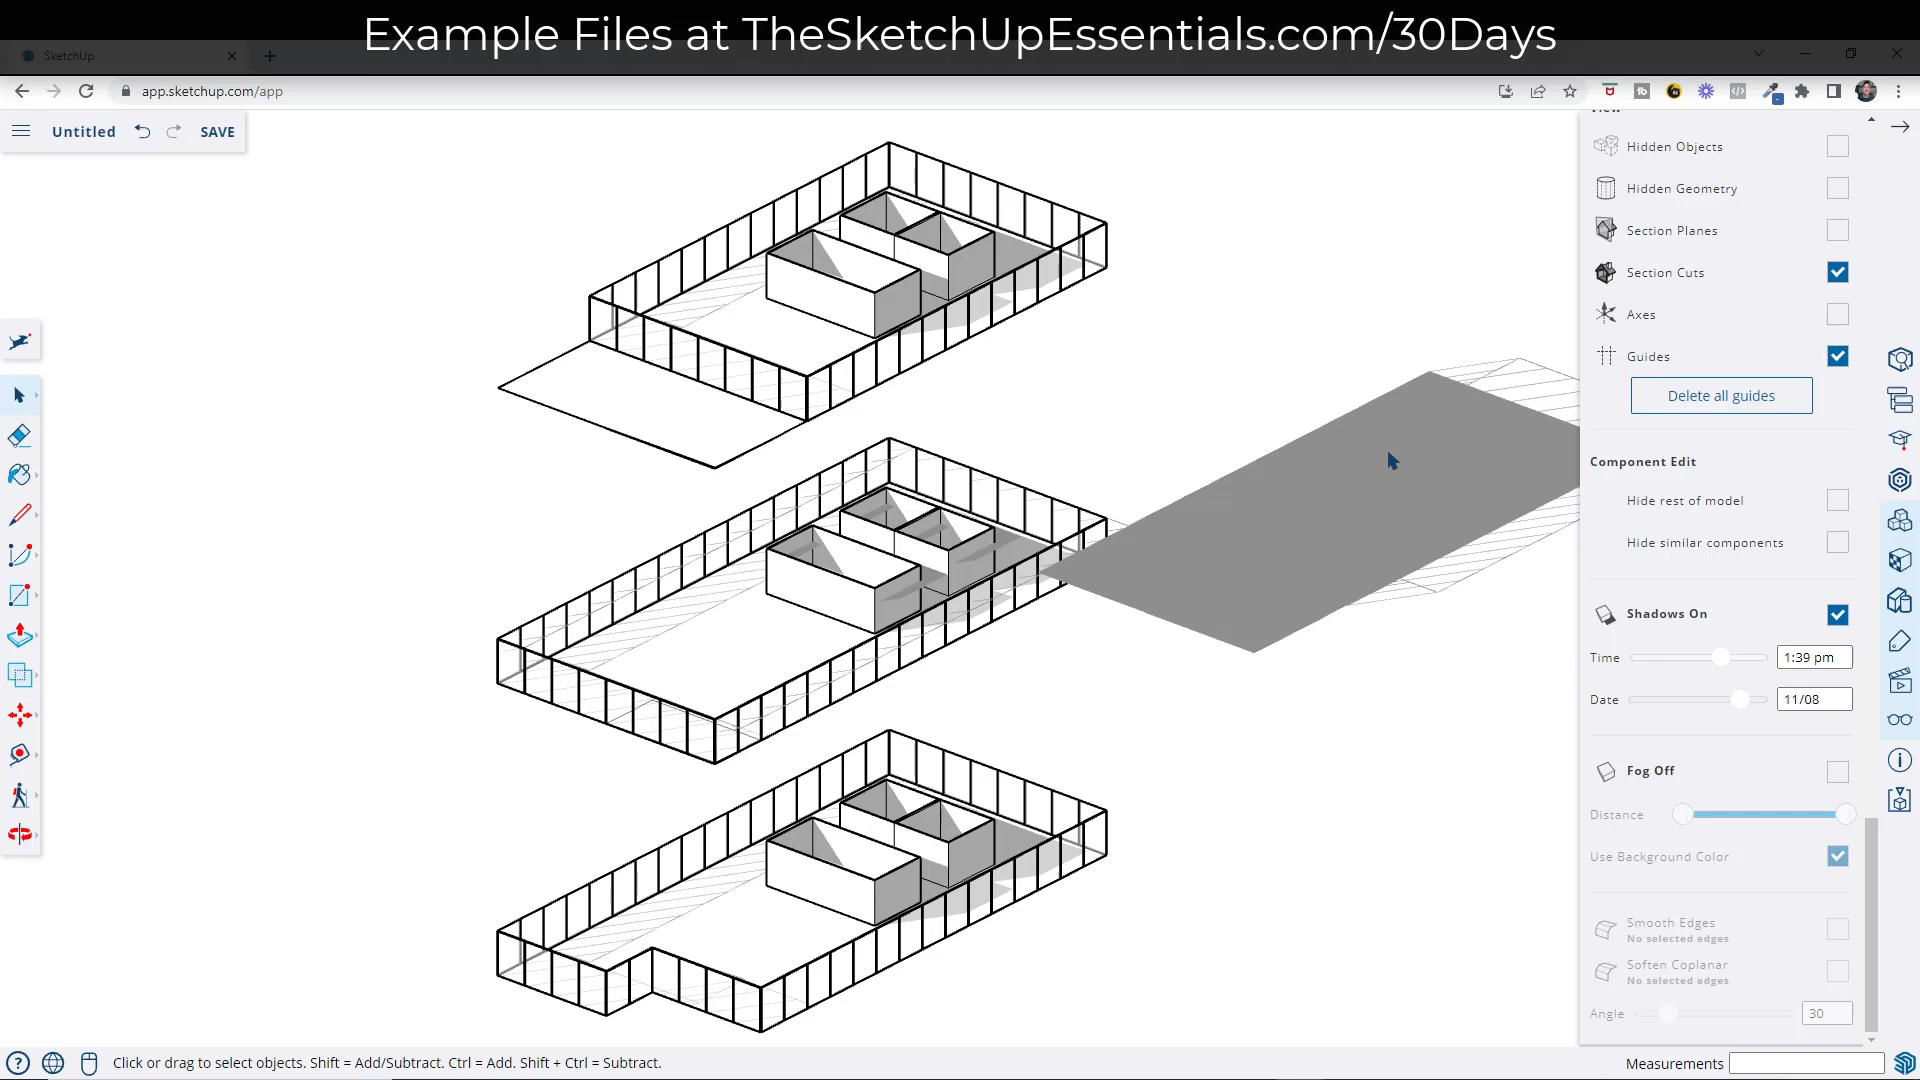 Example Files at TheSketchUpEssentials.com/30Days
SketchUp
app.sketchup.com/app
Untitled
SAVE
Hidden Objects
Hidden Geometry
Section Planes
Section Cuts
Axes
Guides
Delete all guides
Component Edit
Hide rest of model
Hide similar components
Shadows On
Time
1:39 pm
Date
11/08
Fog Off
Distance
Use Background Color
Smooth Edges
No selected edges
Soften Coplanar
No selected edges
Angle
30
Click or drag to select objects. Shift = Add/Subtract. Ctrl = Add. Shift + Ctrl = Subtract.
Measurements